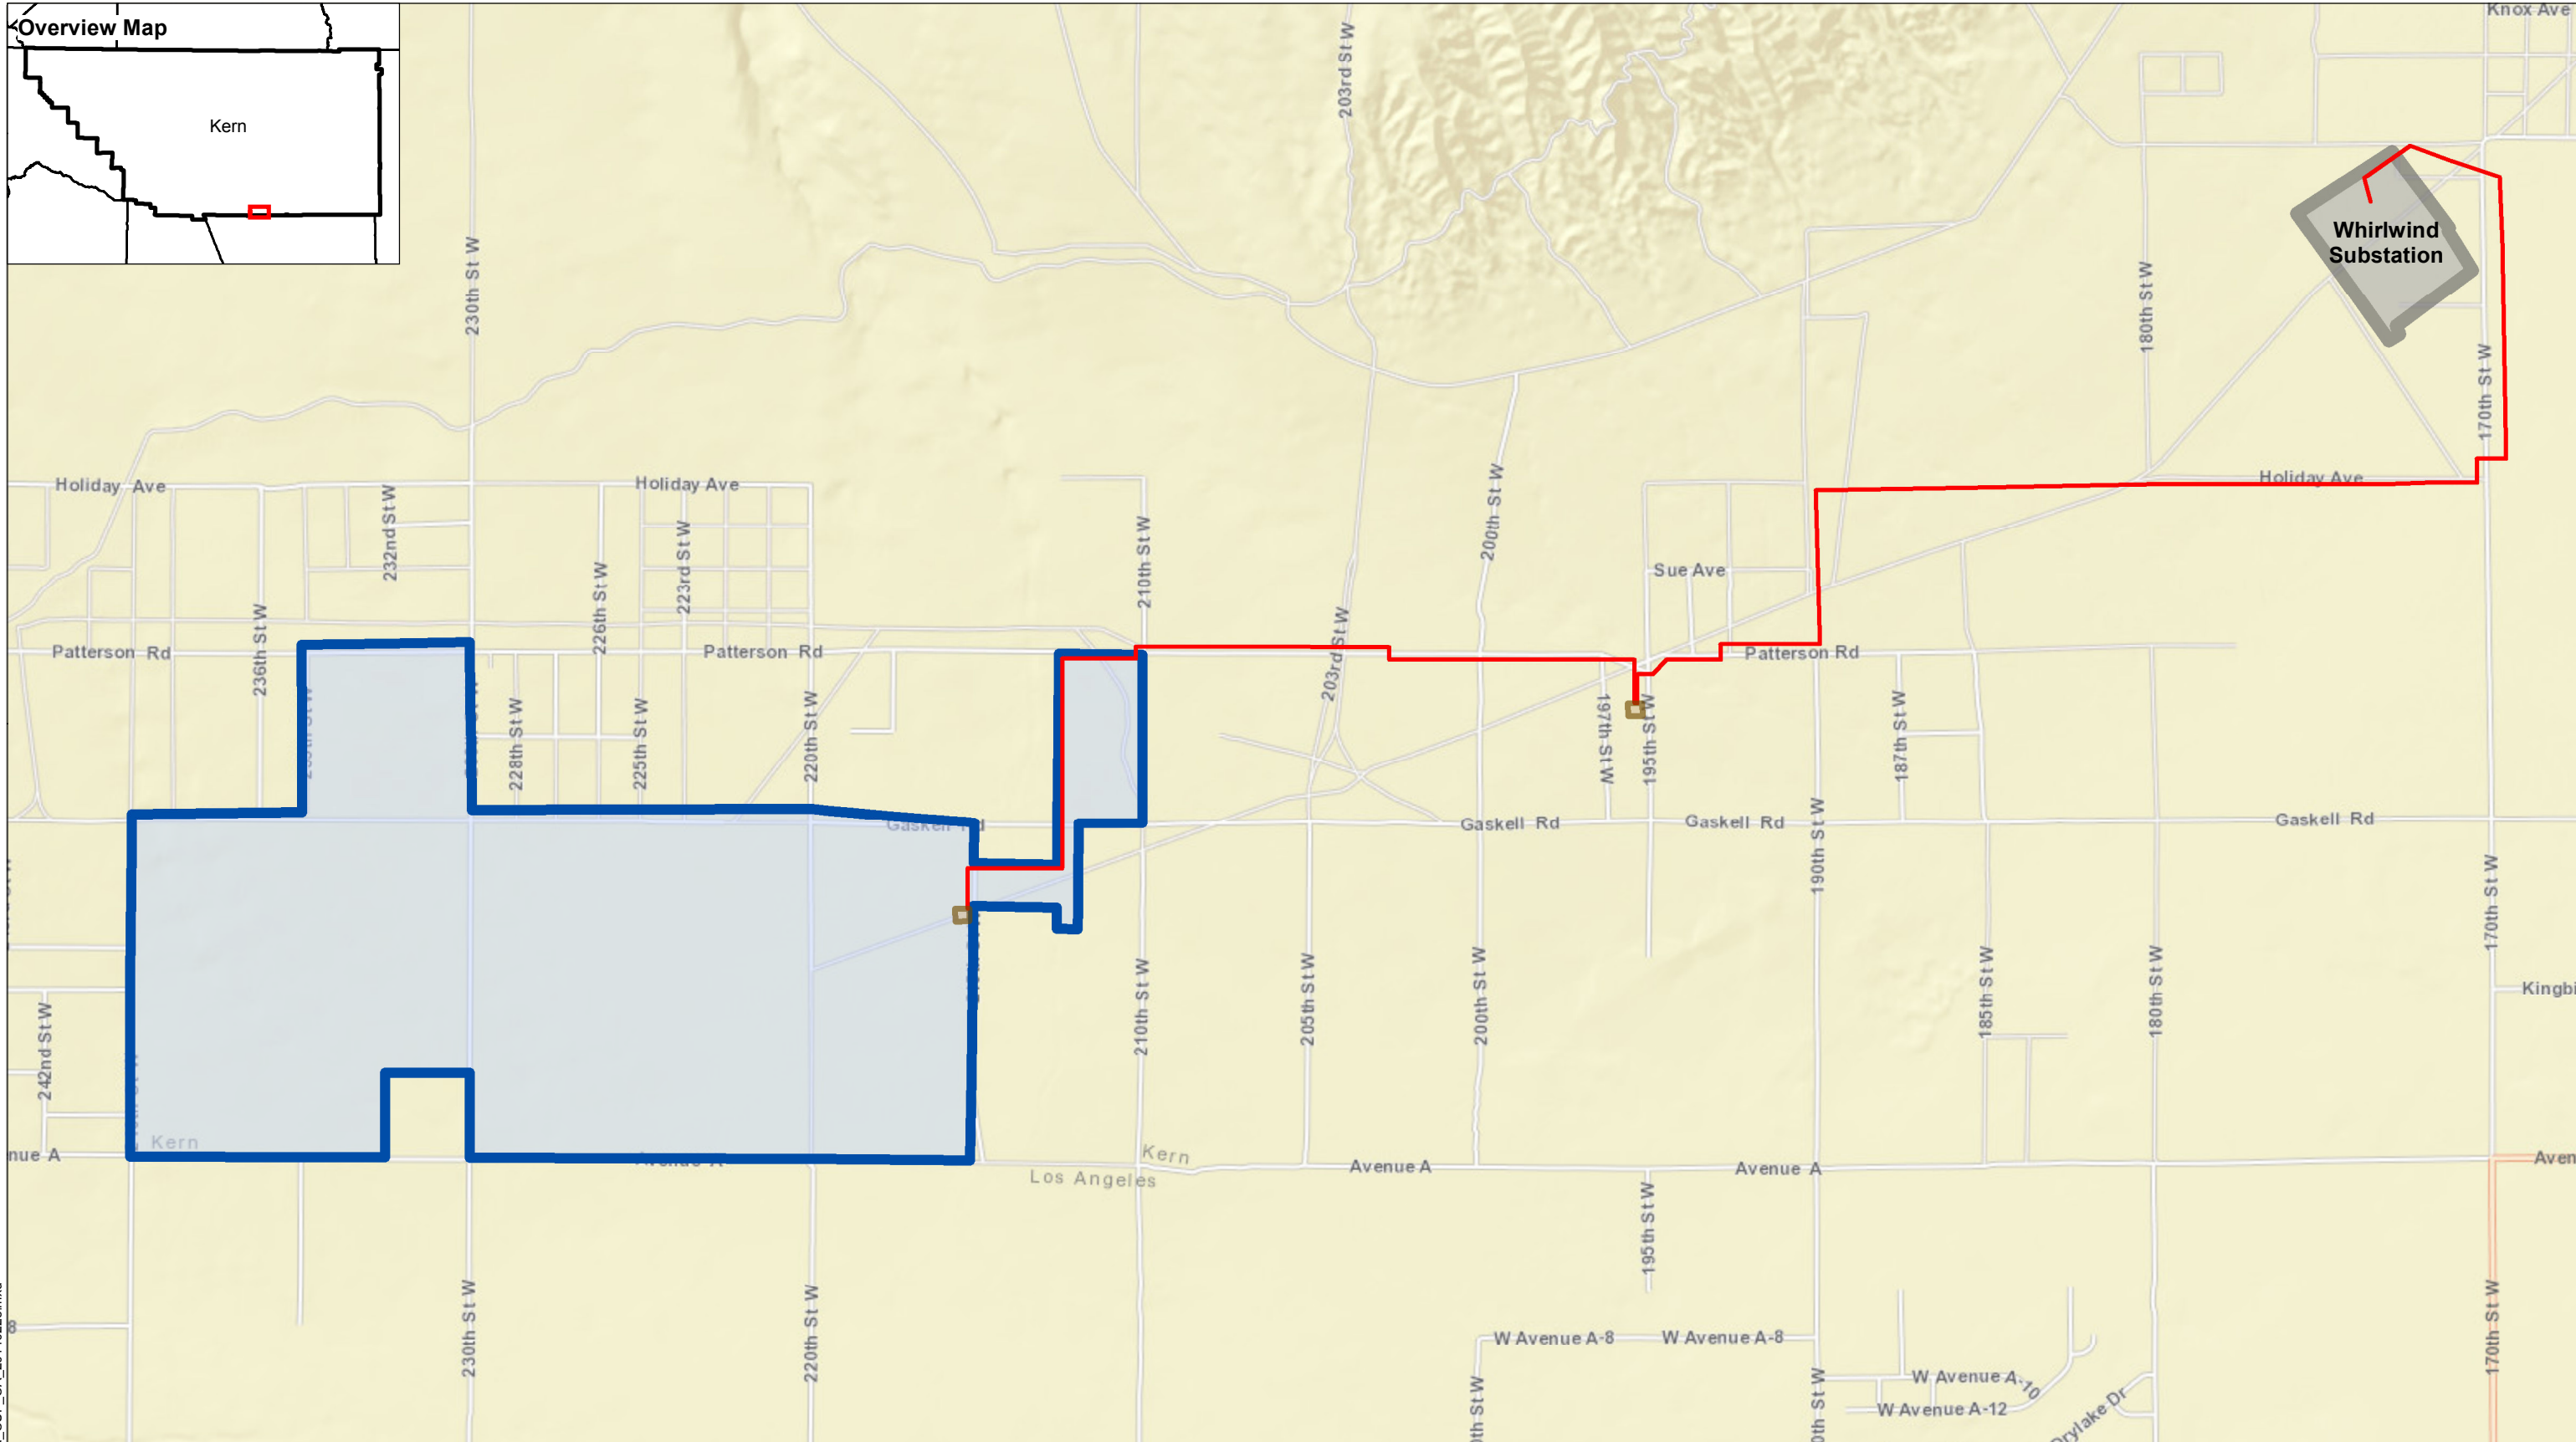 Overview Map
Kern
Knox Ave
203rd St W
230th St W
Whirlwind
Substation
180th St W
170th St W
Holiday Ave
Holiday Ave
Holiday Ave
232nd St W
223rd St W
226th St W
210th St W
200th St W
Sue Ave
236th St W
Patterson Rd
Patterson Rd
203rd St W
Patterson Rd
228th St W
225th St W
220th St W
197th St W
195th St W
187th St W
Gaskell Rd
Gaskell Rd
Gaskell Rd
Gaskell Rd
190th St W
170th St W
242nd St W
210th St W
205th St W
200th St W
185th St W
180th St W
Kern
Kern
Los Angeles
Avenue A
Avenue A
Avenue A
195th St W
230th St W
220th St W
170th St W
W Avenue A-8
W Avenue A-8
W Avenue A-10
W Avenue A-12
Drylake Dr